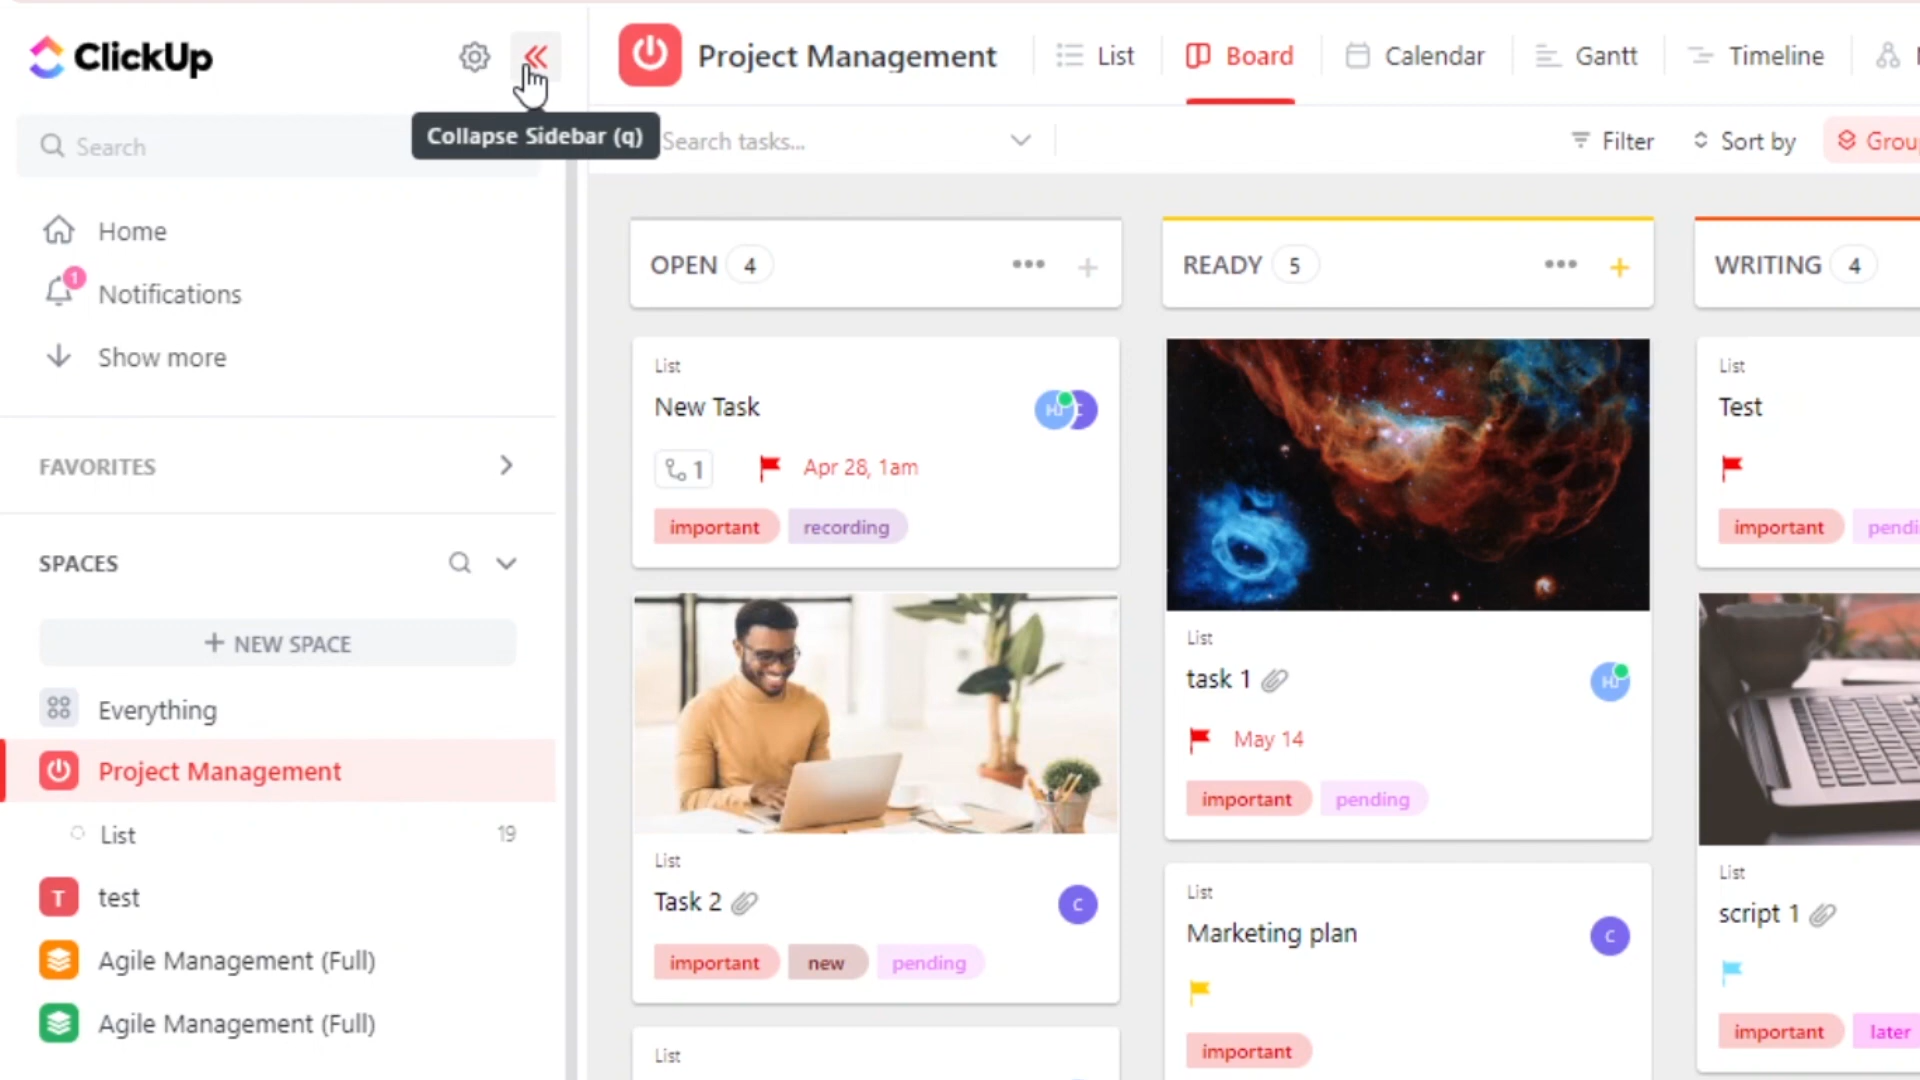 ClickUp
Project Management
List
Board
Calendar
Gantt
Timeline
Collapse Sidebar (q)
Search
Search tasks...
Filter
Sort by
Home
1
Notifications
Show more
FAVORITES
SPACES
+ NEW SPACE
Everything
Project Management
List 19
T test
Agile Management (Full)
Agile Management (Full)
OPEN 4
List
New Task
1 Apr 28, 1am
important recording
List
Task 2
C
important new pending
List
READY 5
List
task 1
May 14
important pending
List
Marketing plan
C
important
WRITING 4
List
Test
important
List
script 1
important later